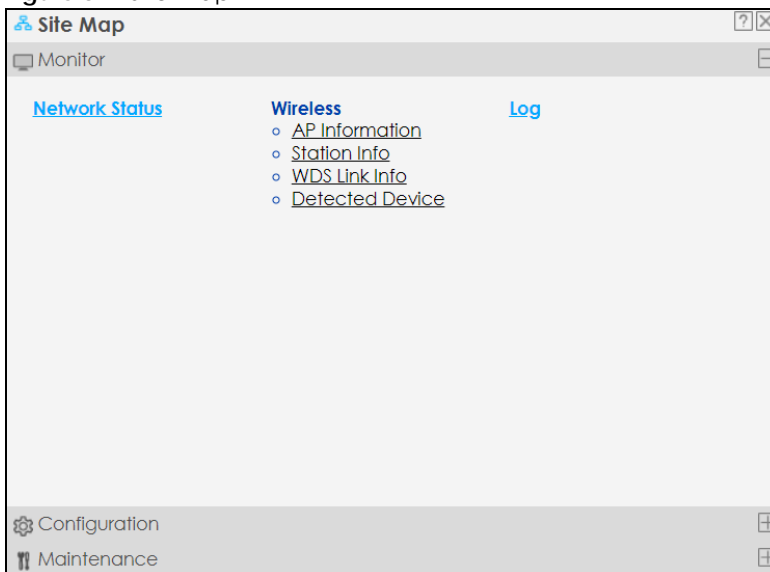 Site Map
Monitor
Network Status
Wireless
AP Information
Station Info
WDS Link Info
Detected Device
Log
Configuration
Maintenance